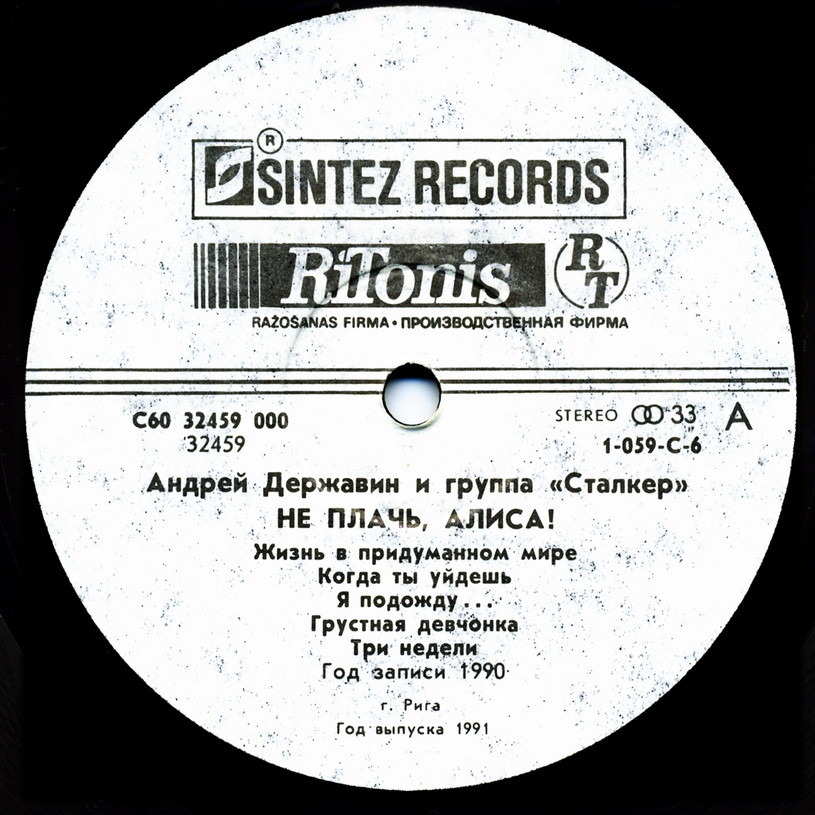 ®
SINTEZ RECORDS
RiTonis RT
RAŽOŠANAS FIRMA • ПРОИЗВОДСТВЕННАЯ ФИРМА
С60 32459 000
STEREO 33 A
32459
1-059-С-6
Андрей Державин и группа «Сталкер»
НЕ ПЛАЧЬ, АЛИСА!
Жизнь в придуманном мире
Когда ты уйдешь
Я подожду...
Грустная девчонка
Три недели
Год записи 1990
г. Рига
Год выпуска 1991